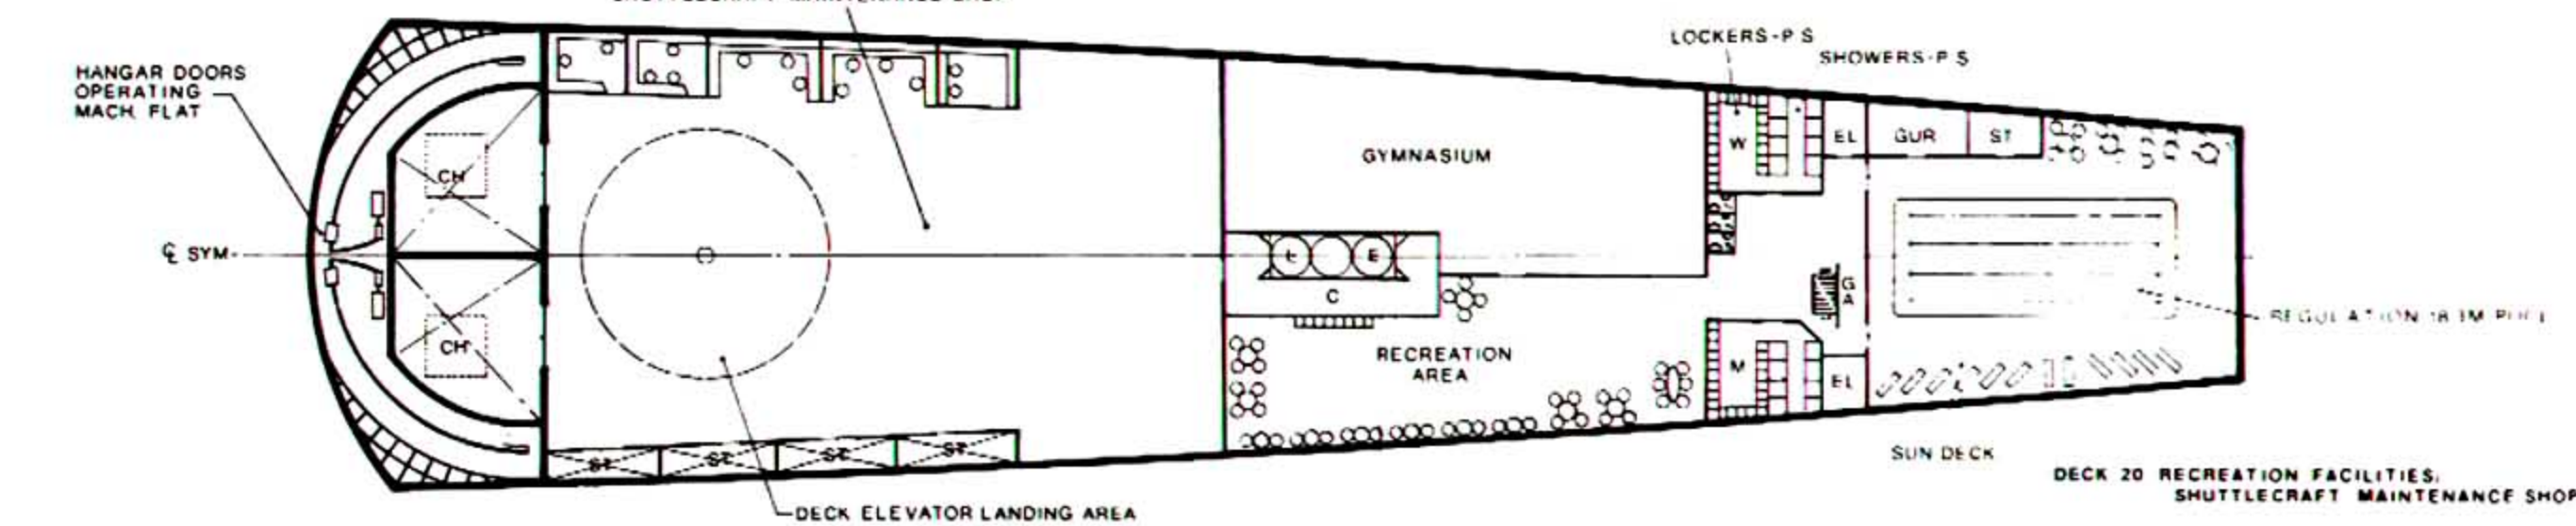 HANGAR DOORS
OPERATING
MACH. FLAT
LOCKERS-P S
SHOWERS-P S
CH
W
EL
GUR
ST
GYMNASIUM
℄ SYM.
E
C
G
A
CH
RECREATION
AREA
M
EL
ST
ST
ST
ST
SUN DECK
DECK 20 RECREATION FACILITIES,
SHUTTLECRAFT MAINTENANCE SHOP
DECK ELEVATOR LANDING AREA